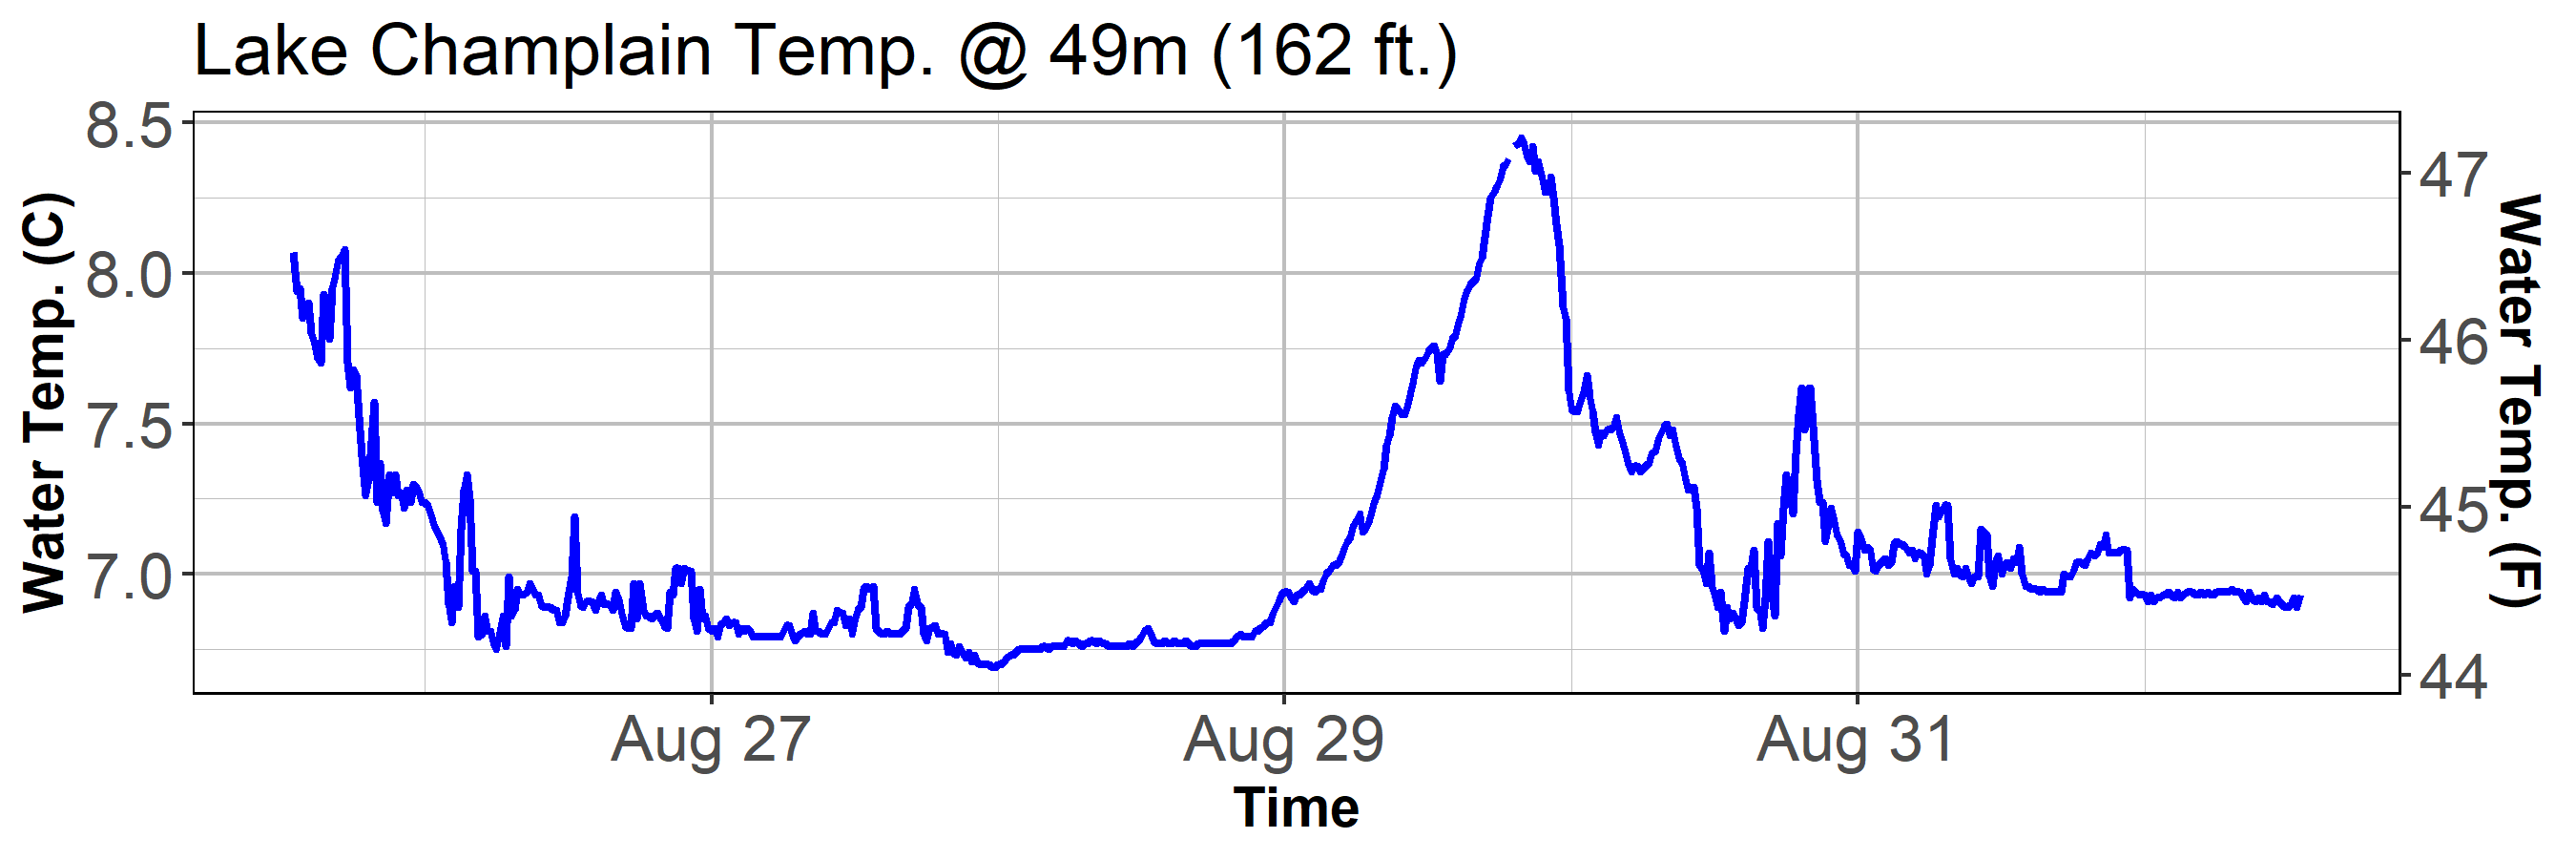 Lake Champlain Temp. @ 49m (162 ft.)
Water Temp. (C)
8.5
8.0
7.5
7.0
47
46
45
44
Water Temp. (F)
Aug 27 Aug 29 Aug 31
Time